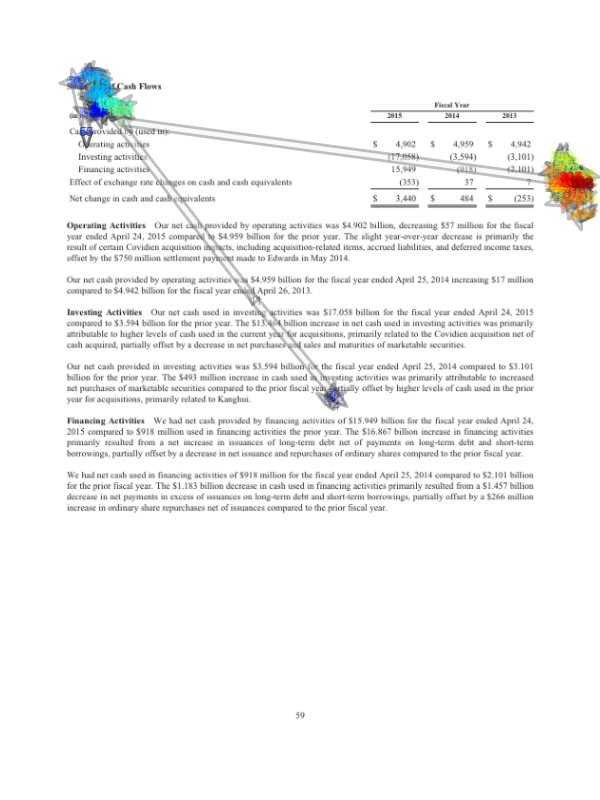 Cash Flows
Fiscal Year
2015 2014 2013
Cash provided by (used in):
Operating activities $ 4,902 $ 4,959 $ 4,942
Investing activities (17,058) (3,594) (3,101)
Financing activities 15,949 (918) (2,101)
Effect of exchange rate changes on cash and cash equivalents (353) 37 7
Net change in cash and cash equivalents $ 3,440 $ 484 $ (253)
Operating Activities Our net cash provided by operating activities was $4.902 billion, decreasing $57 million for the fiscal
year ended April 24, 2015 compared to $4.959 billion for the prior year. The slight year-over-year decrease is primarily the
result of certain Covidien acquisition impacts, including acquisition-related items, accrued liabilities, and deferred income taxes,
offset by the $750 million settlement payment made to Edwards in May 2014.
Our net cash provided by operating activities was $4.959 billion for the fiscal year ended April 25, 2014 increasing $17 million
compared to $4.942 billion for the fiscal year ended April 26, 2013.
Investing Activities Our net cash used in investing activities was $17.058 billion for the fiscal year ended April 24, 2015
compared to $3.594 billion for the prior year. The $13.464 billion increase in net cash used in investing activities was primarily
attributable to higher levels of cash used in the current year for acquisitions, primarily related to the Covidien acquisition net of
cash acquired, partially offset by a decrease in net purchases and sales and maturities of marketable securities.
Our net cash provided in investing activities was $3.594 billion for the fiscal year ended April 25, 2014 compared to $3.101
billion for the prior year. The $493 million increase in cash used in investing activities was primarily attributable to increased
net purchases of marketable securities compared to the prior fiscal year partially offset by higher levels of cash used in the prior
year for acquisitions, primarily related to Kanghui.
Financing Activities We had net cash provided by financing activities of $15.949 billion for the fiscal year ended April 24,
2015 compared to $918 million used in financing activities the prior year. The $16.867 billion increase in financing activities
primarily resulted from a net increase in issuances of long-term debt net of payments on long-term debt and short-term
borrowings, partially offset by a decrease in net issuance and repurchases of ordinary shares compared to the prior fiscal year.
We had net cash used in financing activities of $918 million for the fiscal year ended April 25, 2014 compared to $2.101 billion
for the prior fiscal year. The $1.183 billion decrease in cash used in financing activities primarily resulted from a $1.457 billion
decrease in net payments in excess of issuances on long-term debt and short-term borrowings, partially offset by a $266 million
increase in ordinary share repurchases net of issuances compared to the prior fiscal year.
59